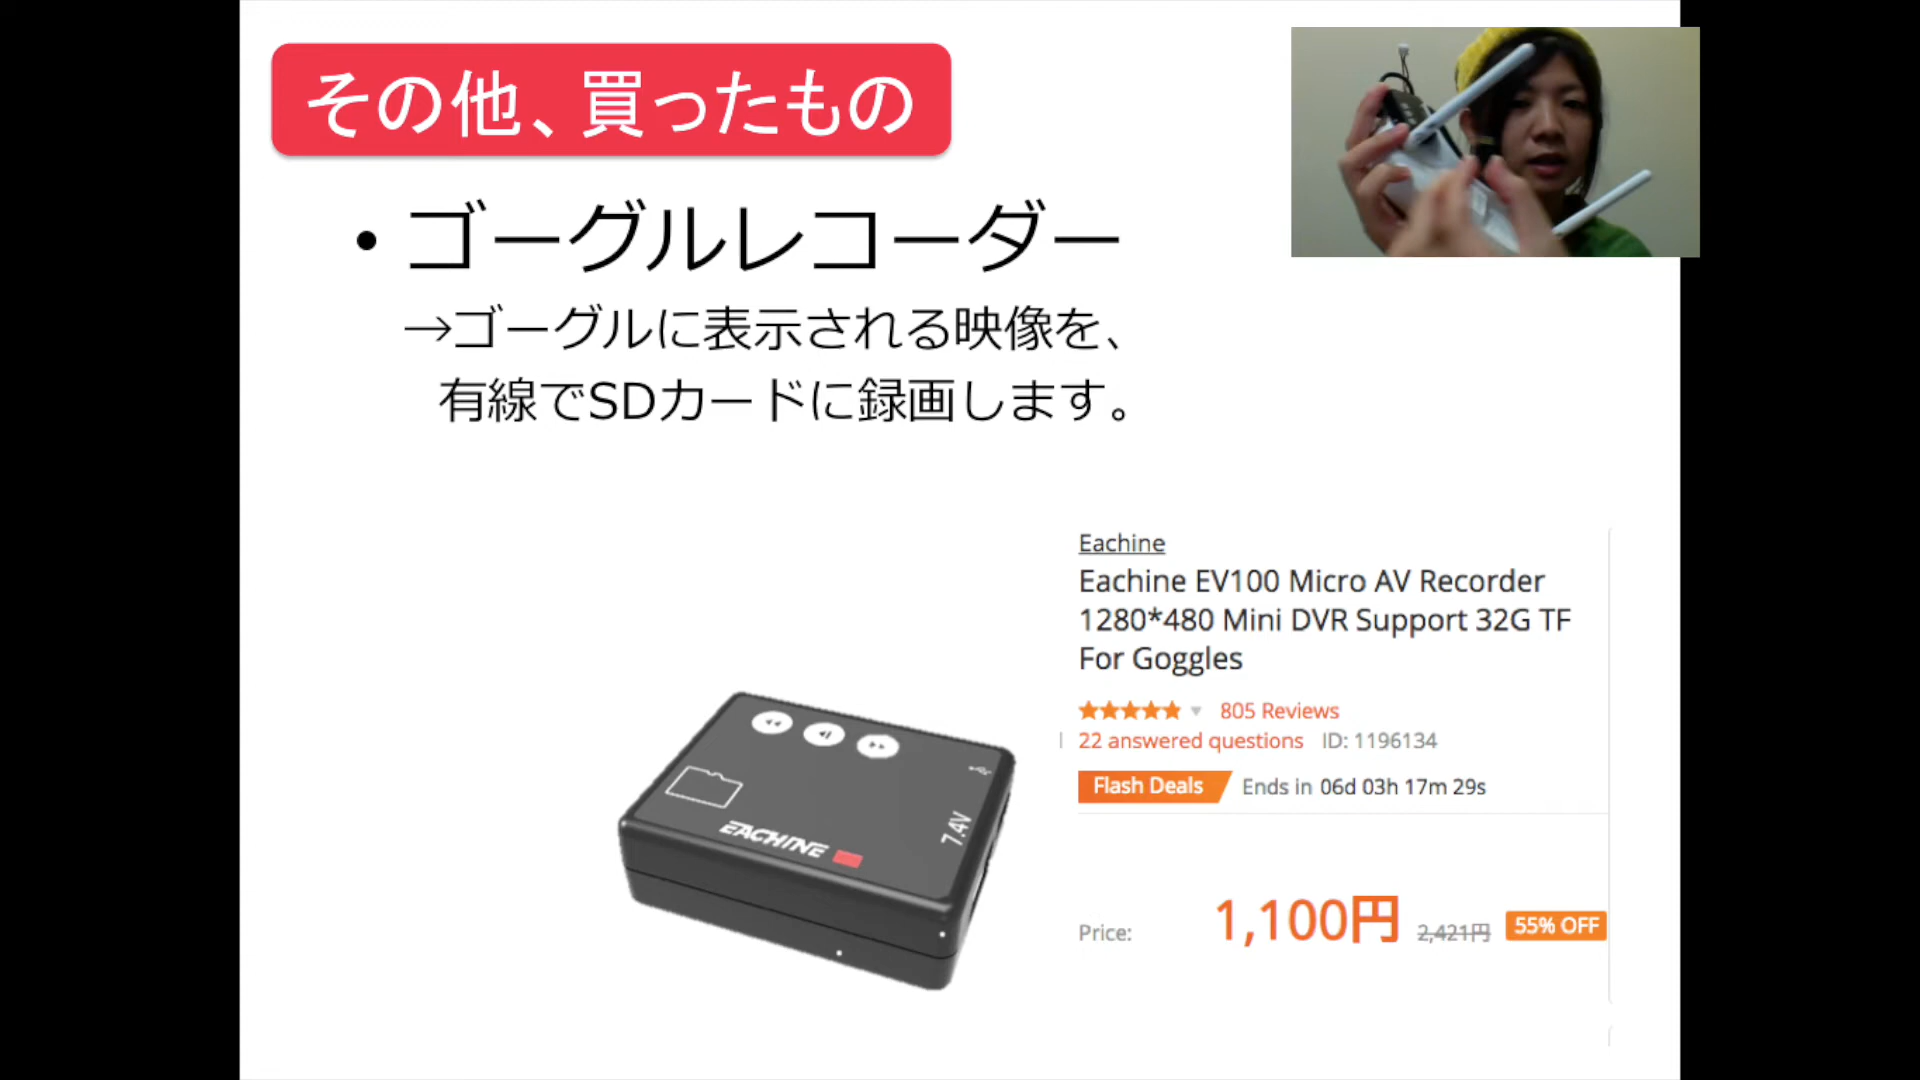 その他、買ったもの
・ゴーグルレコーダー
→ゴーグルに表示される映像を、
有線でSDカードに録画します。
Eachine
Eachine EV100 Micro AV Recorder
1280*480 Mini DVR Support 32G TF
For Goggles
805 Reviews
22 answered questions ID: 1196134
Flash Deals Ends in 06d 03h 17m 29s
Price: 1,100円 2,421円 55% OFF
EACHINE
7.4V